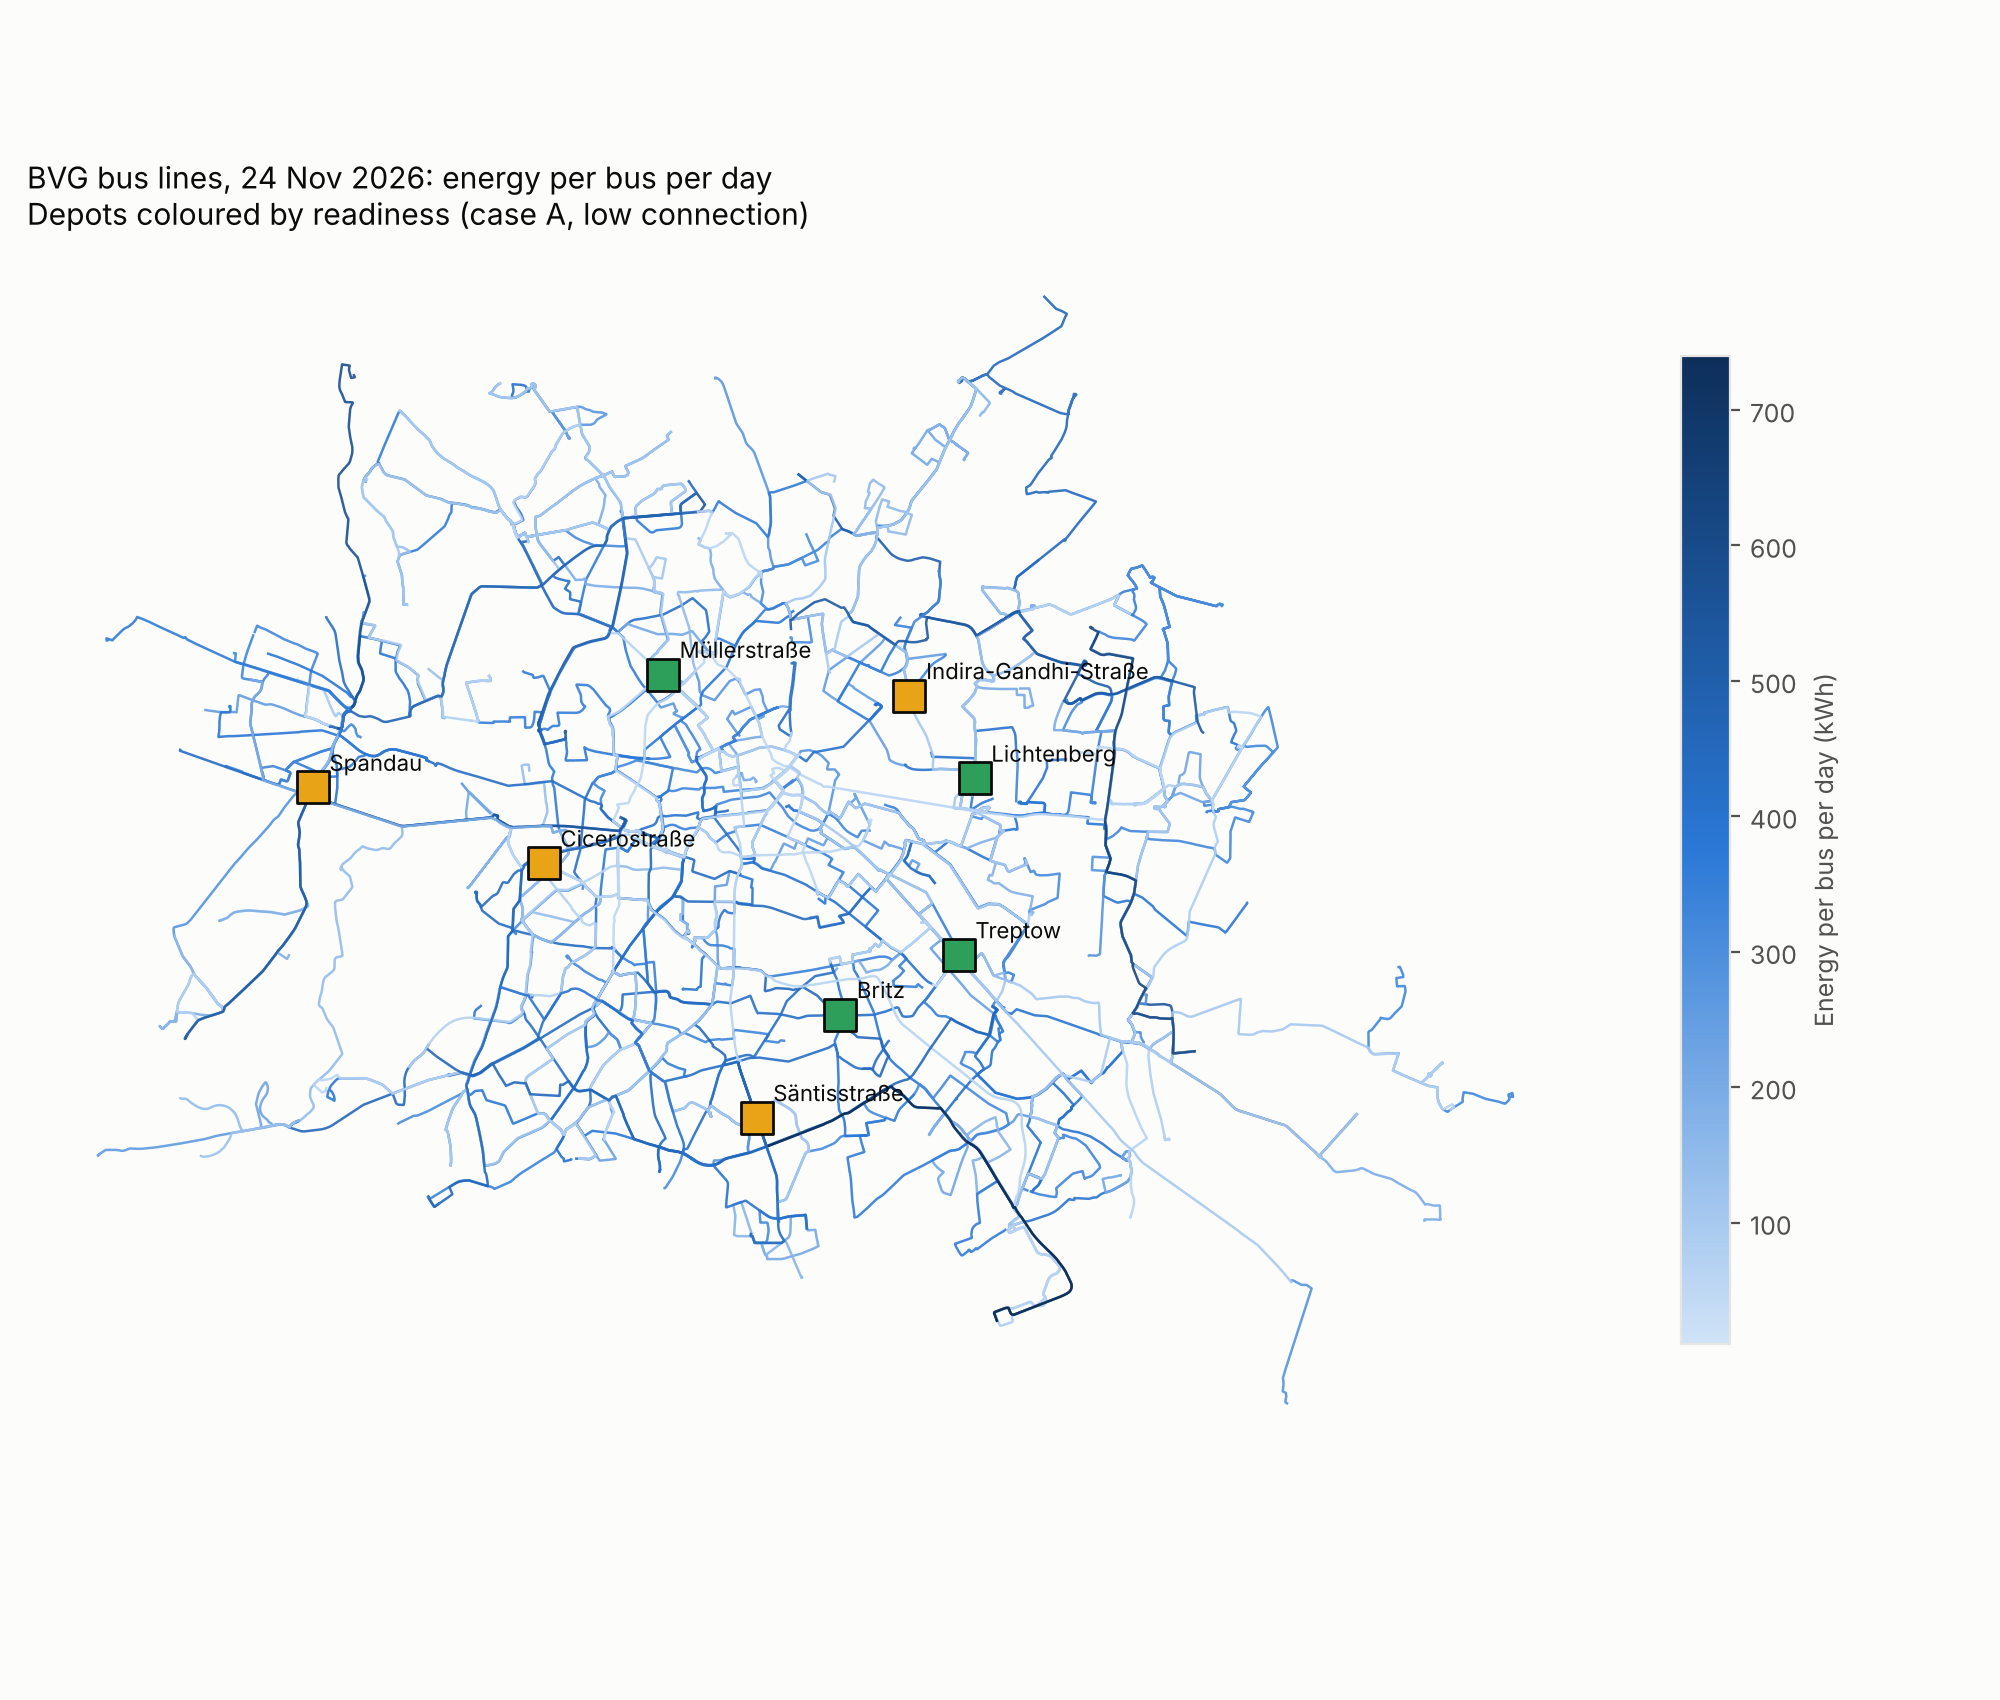 BVG bus lines, 24 Nov 2026: energy per bus per day
Depots coloured by readiness (case A, low connection)
Müllerstraße
Indira-Gandhi-Straße
Lichtenberg
Spandau
Cicerostraße
Treptow
Britz
Säntisstraße
700
600
500
400
300
200
100
Energy per bus per day (kWh)